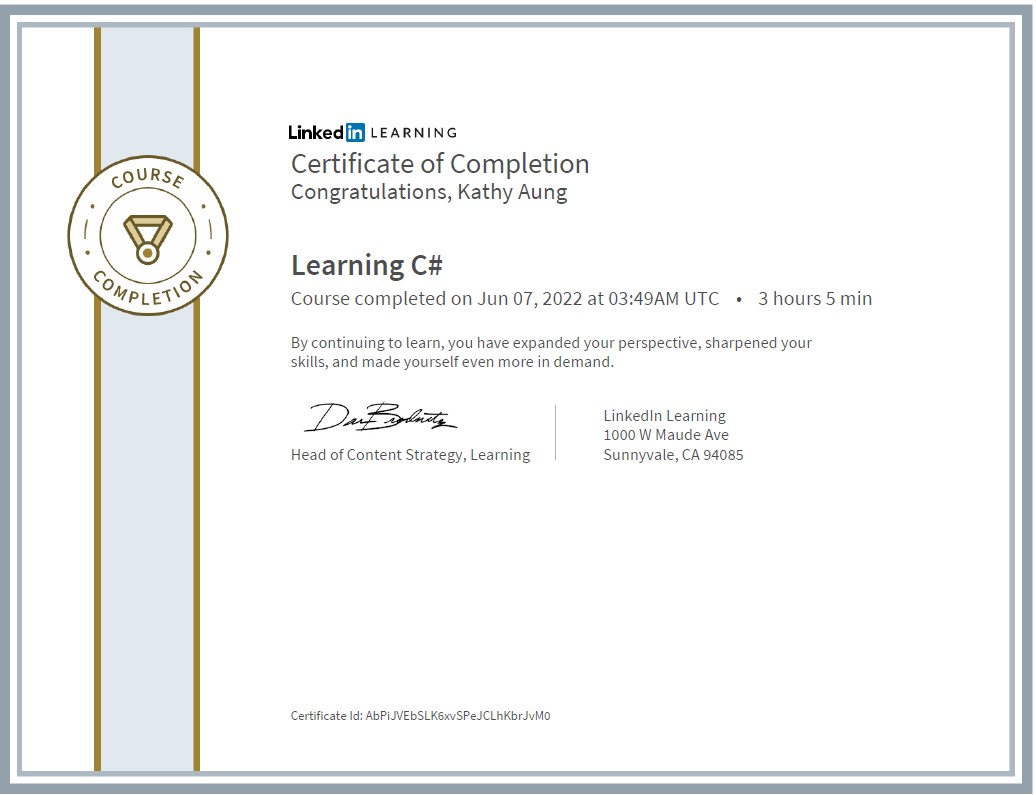 COURSE
COMPLETION
Linked in LEARNING
Certificate of Completion
Congratulations, Kathy Aung
Learning C#
Course completed on Jun 07, 2022 at 03:49AM UTC • 3 hours 5 min
By continuing to learn, you have expanded your perspective, sharpened your
skills, and made yourself even more in demand.
Head of Content Strategy, Learning
LinkedIn Learning
1000 W Maude Ave
Sunnyvale, CA 94085
Certificate Id: AbPiJVEbSLK6xvSPeJCLhKbrJvM0